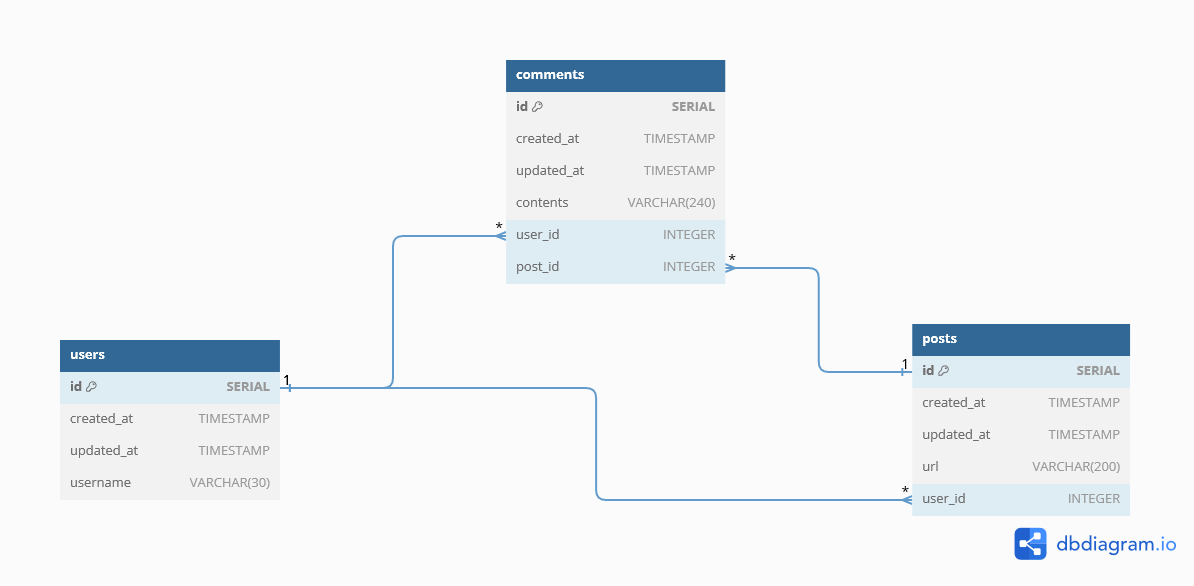 comments
id SERIAL
created_at TIMESTAMP
updated_at TIMESTAMP
contents VARCHAR(240)
* user_id INTEGER
post_id INTEGER *
users
id SERIAL 1
created_at TIMESTAMP
updated_at TIMESTAMP
username VARCHAR(30)
posts
1 id SERIAL
created_at TIMESTAMP
updated_at TIMESTAMP
url VARCHAR(200)
* user_id INTEGER
dbdiagram.io